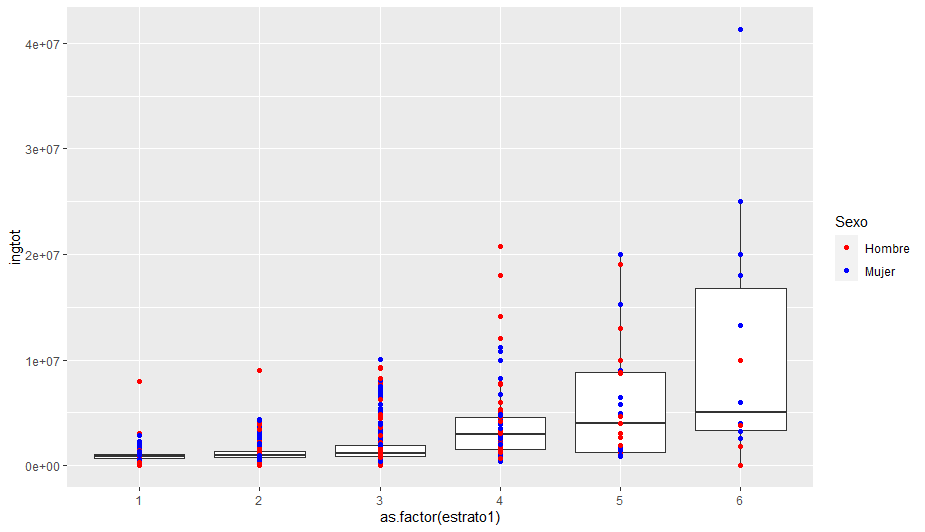 4e+07
3e+07
2e+07
1e+07
0e+00
ingtot
1 2 3 4 5 6
as.factor(estrato1)
Sexo
Hombre
Mujer